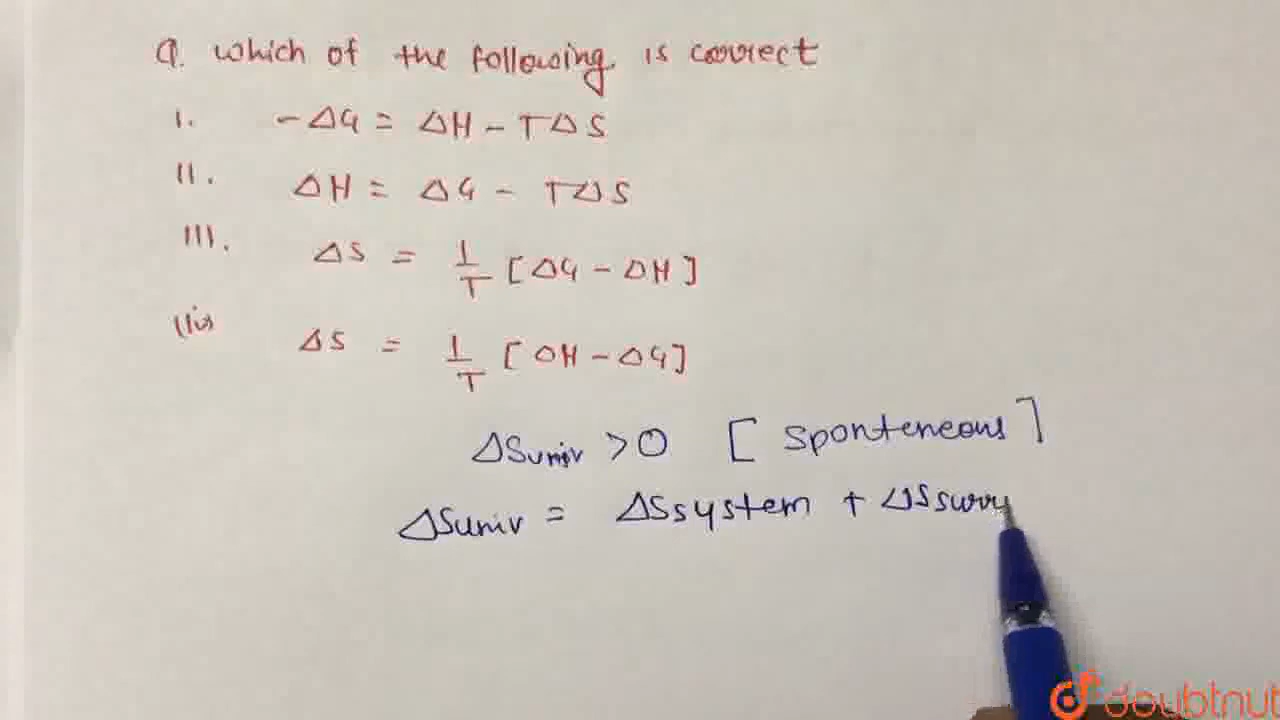 Q. which of the following is correct
I. -ΔG = ΔH - TΔS
II. ΔH = ΔG - TΔS
III. ΔS = 1/T [ΔG - ΔH]
(iv) ΔS = 1/T [ΔH - ΔG]
ΔSuniv > 0 [ sponteneous ]
ΔSuniv = ΔSsystem + ΔSsurr
doubtnut